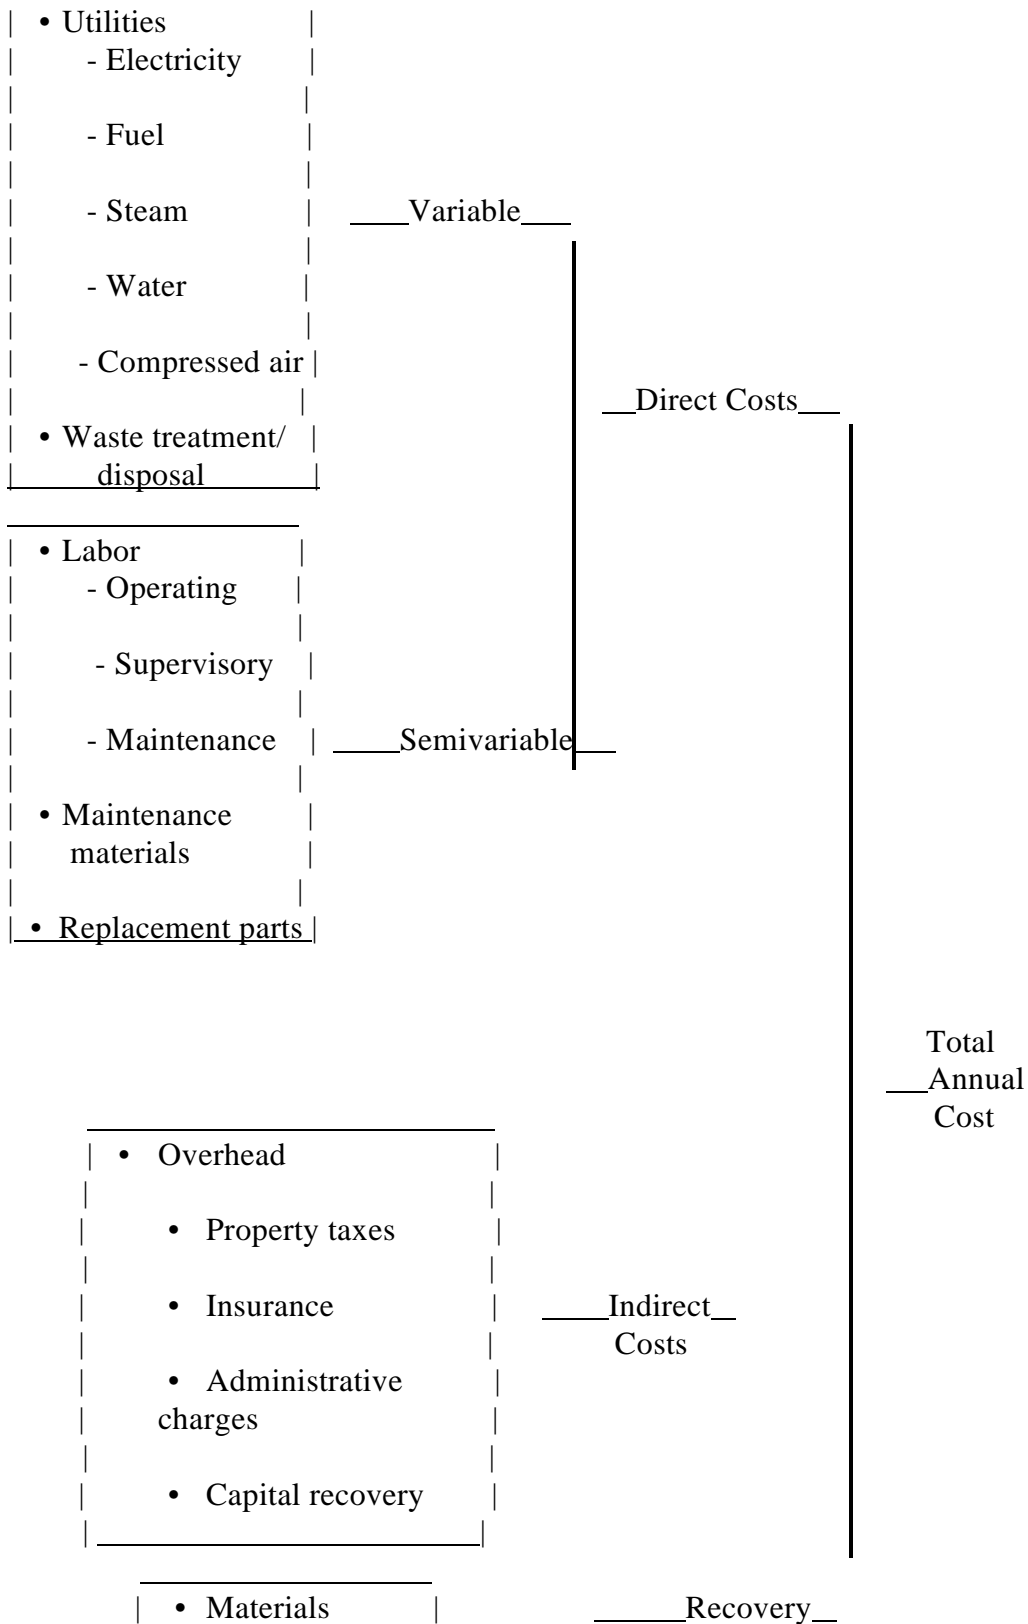 • Utilities
- Electricity
- Fuel
- Steam
Variable
- Water
- Compressed air
Direct Costs
• Waste treatment/
disposal
• Labor
- Operating
- Supervisory
- Maintenance
Semivariable
• Maintenance
materials
• Replacement parts
Total
Annual
Cost
• Overhead
• Property taxes
• Insurance
Indirect
Costs
• Administrative
charges
• Capital recovery
• Materials
Recovery